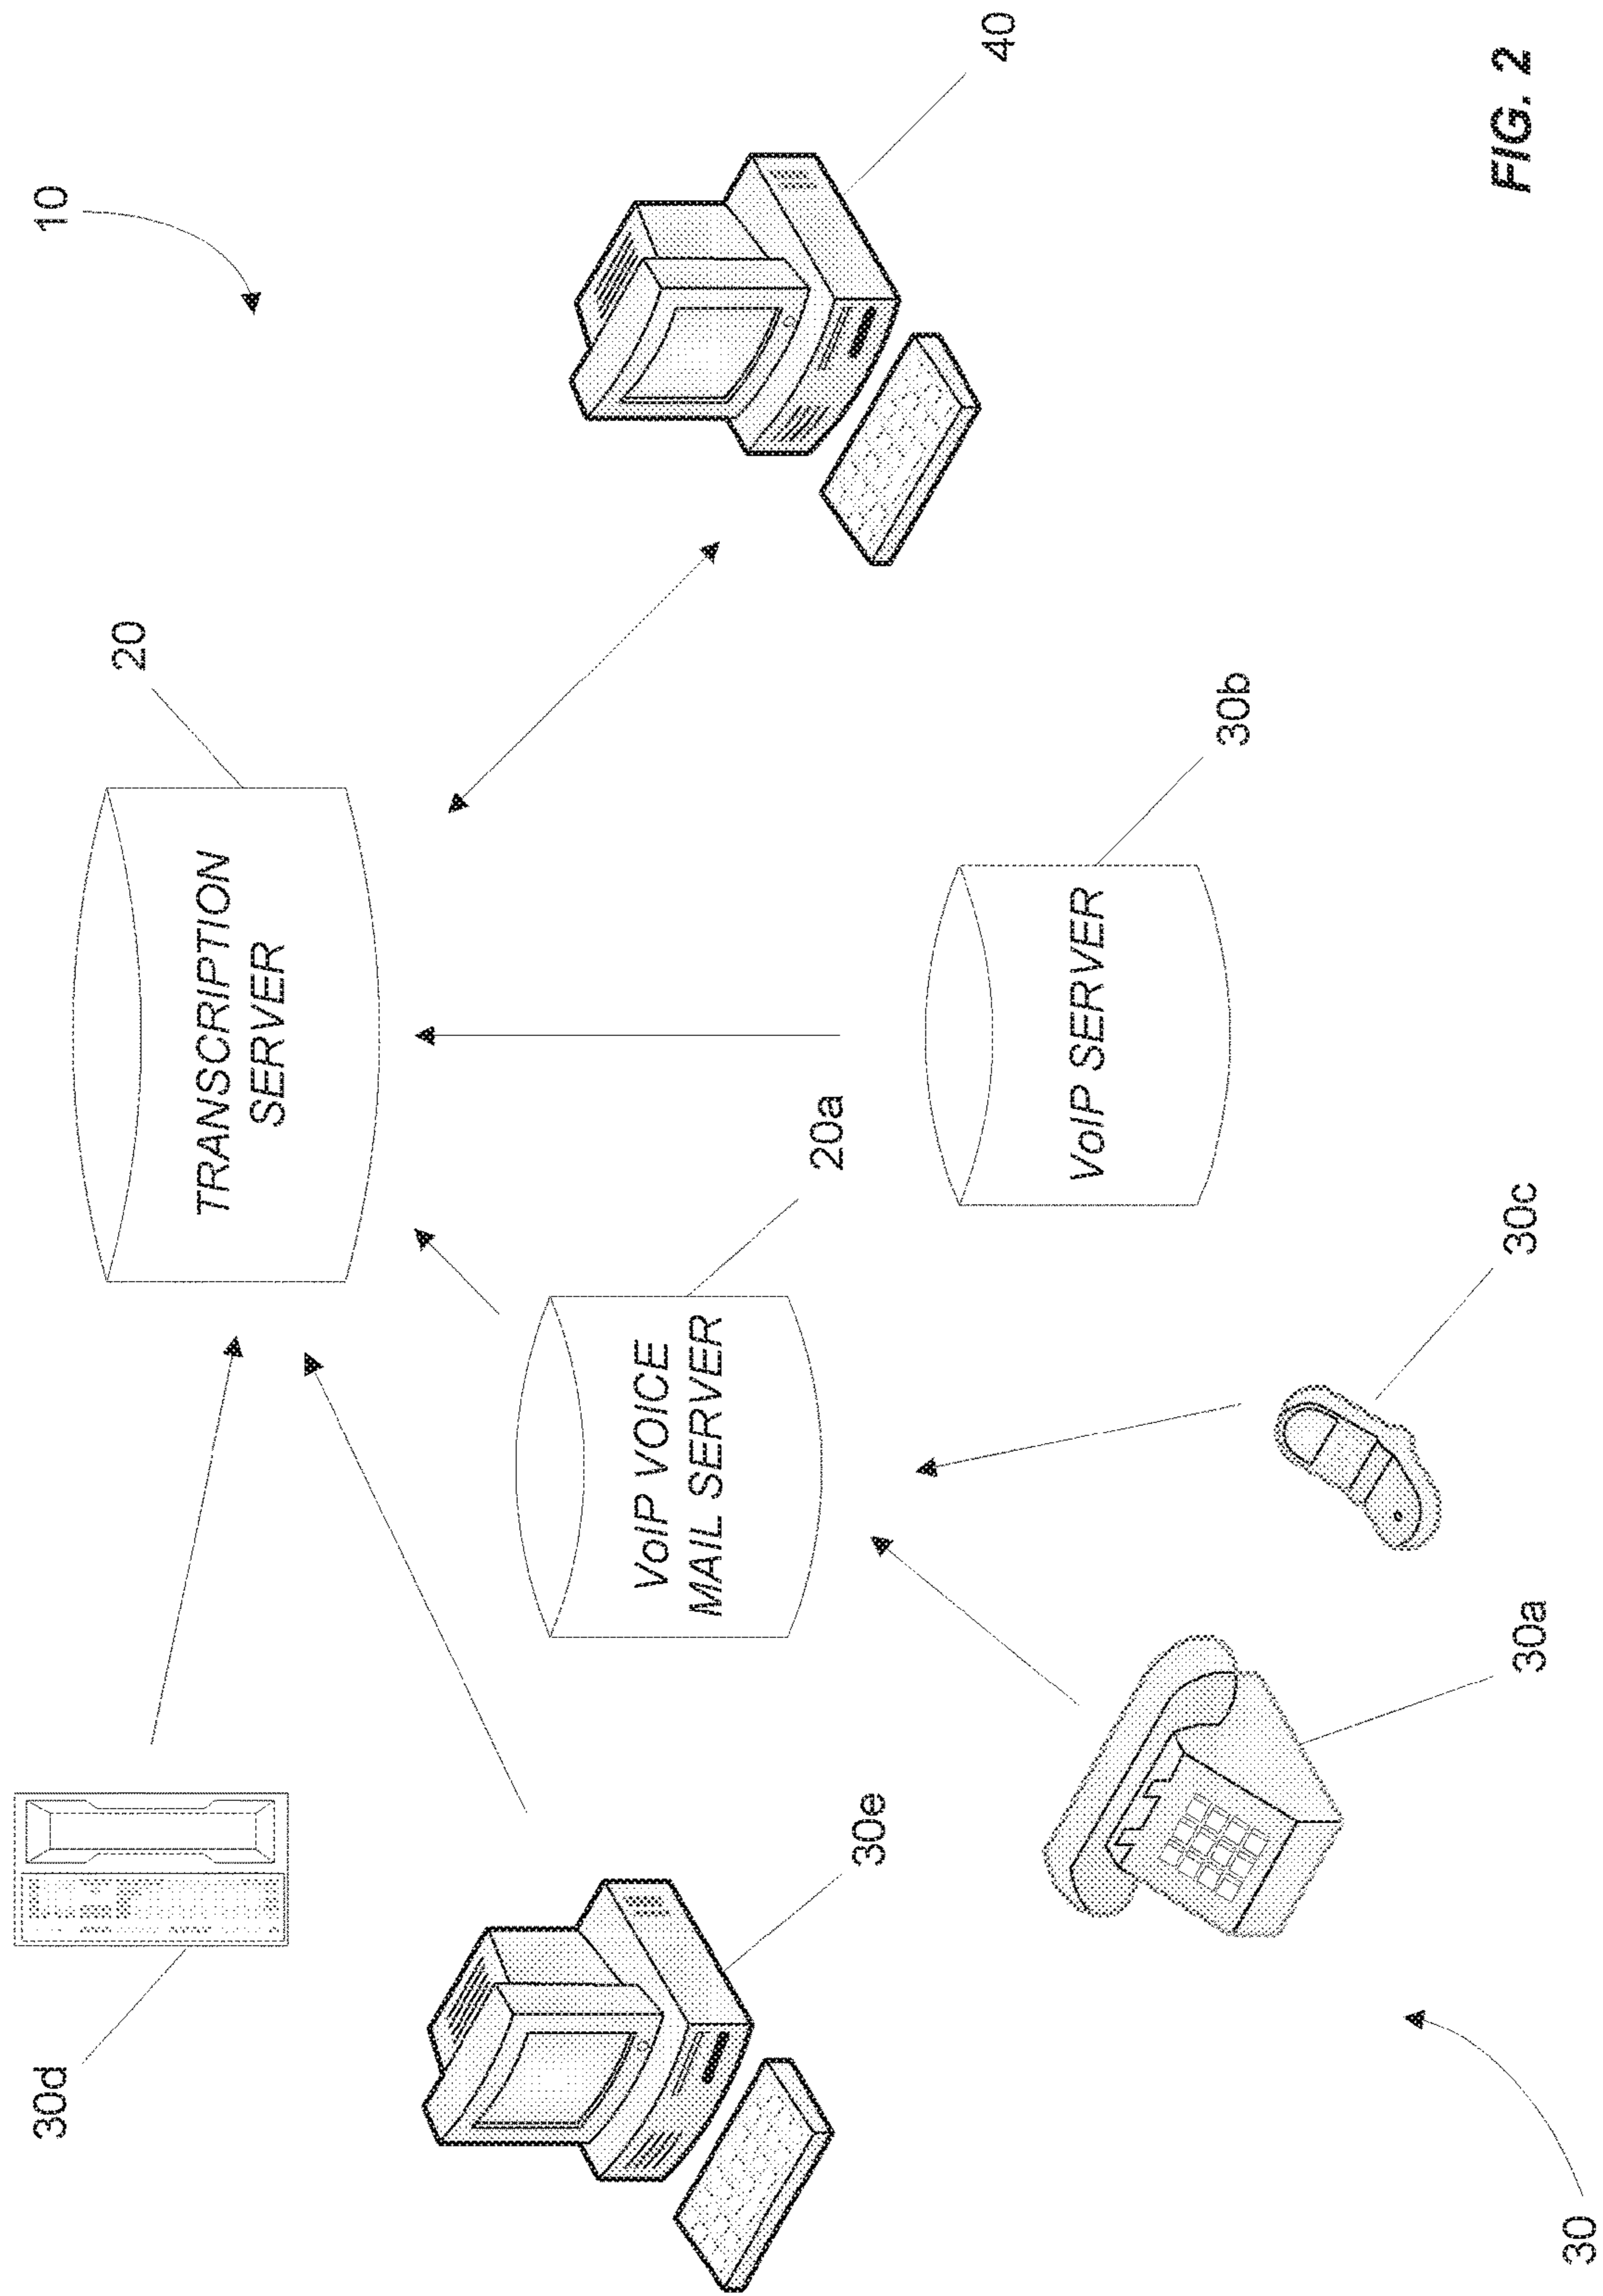 30d
10
20
TRANSCRIPTION
SERVER
VoIP VOICE
MAIL SERVER
20a
30e
40
VoIP SERVER
30b
30a
30c
FIG. 2
30